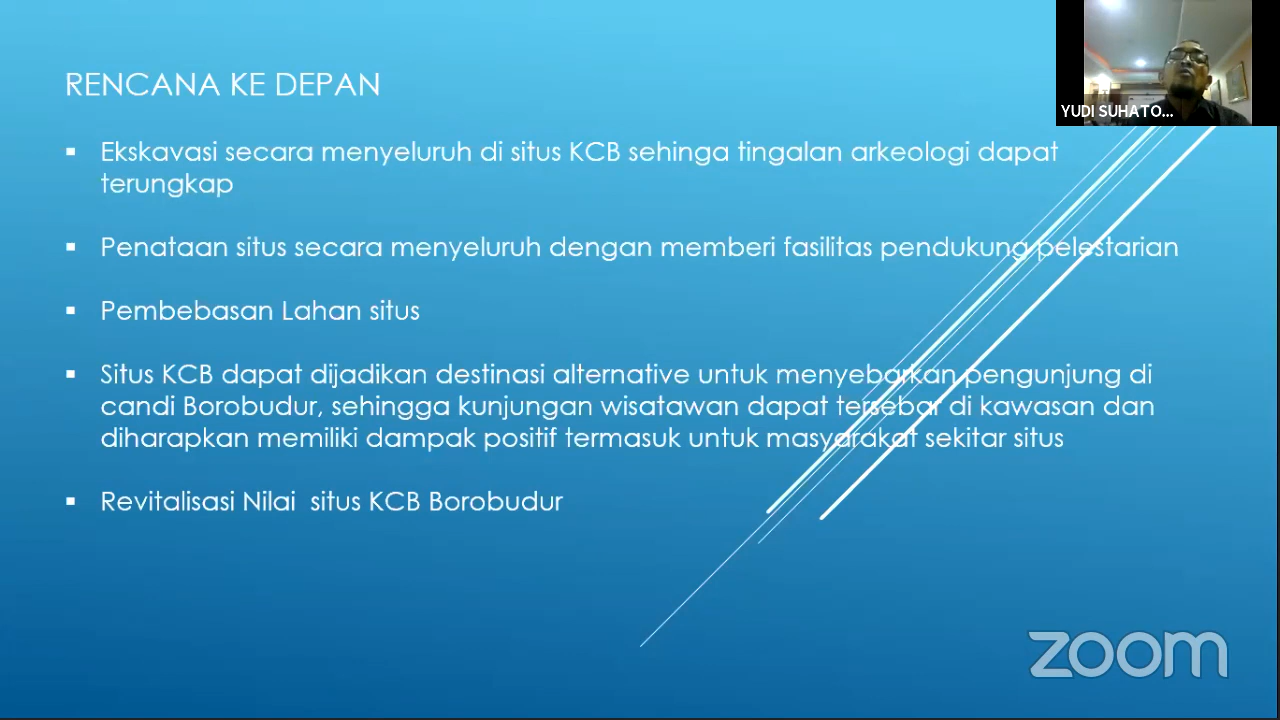 RENCANA KE DEPAN
YUDI SUHATO...
▪ Ekskavasi secara menyeluruh di situs KCB sehinga tingalan arkeologi dapat
terungkap
▪ Penataan situs secara menyeluruh dengan memberi fasilitas pendukung pelestarian
▪ Pembebasan Lahan situs
▪ Situs KCB dapat dijadikan destinasi alternative untuk menyebarkan pengunjung di
candi Borobudur, sehingga kunjungan wisatawan dapat tersebar di kawasan dan
diharapkan memiliki dampak positif termasuk untuk masyarakat sekitar situs
▪ Revitalisasi Nilai situs KCB Borobudur
zoom